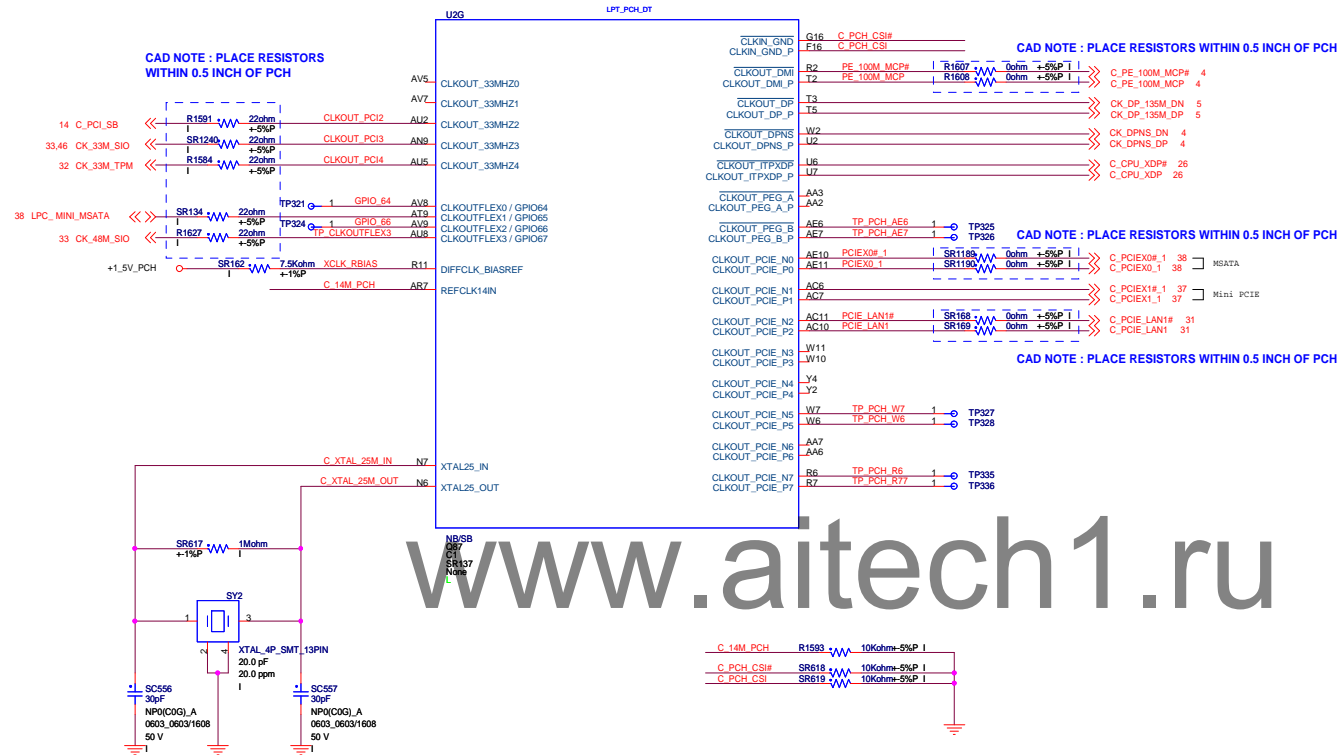 U2G
LPT_PCH_DT
CAD NOTE : PLACE RESISTORS
WITHIN 0.5 INCH OF PCH
AV5 CLKOUT_33MHZ0
AV7 CLKOUT_33MHZ1
14 C_PCI_SB R1591 22ohm I +-5%P CLKOUT_PCI2 AU2 CLKOUT_33MHZ2
33,46 CK_33M_SIO SR1240 22ohm I +-5%P CLKOUT_PCI3 AN9 CLKOUT_33MHZ3
32 CK_33M_TPM R1584 22ohm I +-5%P CLKOUT_PCI4 AU5 CLKOUT_33MHZ4
TP321 1 GPIO_64 AV8 CLKOUTFLEX0 / GPIO64
38 LPC_ MINI_MSATA SR134 22ohm I +-5%P AT9 CLKOUTFLEX1 / GPIO65
TP324 1 GPIO_66 AV9 CLKOUTFLEX2 / GPIO66
33 CK_48M_SIO R1627 22ohm I +-5%P TP_CLKOUTFLEX3 AU8 CLKOUTFLEX3 / GPIO67
+1_5V_PCH SR162 7.5Kohm I +-1%P XCLK_RBIAS R11 DIFFCLK_BIASREF
C_14M_PCH AR7 REFCLK14IN
C_XTAL_25M_IN N7 XTAL25_IN
C_XTAL_25M_OUT N6 XTAL25_OUT
CLKIN_GND G16 C_PCH_CSI#
CLKIN_GND_P F16 C_PCH_CSI
CAD NOTE : PLACE RESISTORS WITHIN 0.5 INCH OF PCH
CLKOUT_DMI R2 PE_100M_MCP# R1607 0ohm +-5%P I C_PE_100M_MCP# 4
CLKOUT_DMI_P T2 PE_100M_MCP R1608 0ohm +-5%P I C_PE_100M_MCP 4
CLKOUT_DP T3 CK_DP_135M_DN 5
CLKOUT_DP_P T5 CK_DP_135M_DP 5
CLKOUT_DPNS W2 CK_DPNS_DN 4
CLKOUT_DPNS_P U2 CK_DPNS_DP 4
CLKOUT_ITPXDP U6 C_CPU_XDP# 26
CLKOUT_ITPXDP_P U7 C_CPU_XDP 26
CLKOUT_PEG_A AA3
CLKOUT_PEG_A_P AA2
CLKOUT_PEG_B AE6 TP_PCH_AE6 1 TP325
CLKOUT_PEG_B_P AE7 TP_PCH_AE7 1 TP326
CAD NOTE : PLACE RESISTORS WITHIN 0.5 INCH OF PCH
CLKOUT_PCIE_N0 AE10 PCIEX0#_1 SR1189 0ohm +-5%P I C_PCIEX0#_1 38
CLKOUT_PCIE_P0 AE11 PCIEX0_1 SR1190 0ohm +-5%P I C_PCIEX0_1 38
MSATA
CLKOUT_PCIE_N1 AC6 C_PCIEX1#_1 37
CLKOUT_PCIE_P1 AC7 C_PCIEX1_1 37
Mini PCIE
CLKOUT_PCIE_N2 AC11 PCIE_LAN1# SR168 0ohm +-5%P I C_PCIE_LAN1# 31
CLKOUT_PCIE_P2 AC10 PCIE_LAN1 SR169 0ohm +-5%P I C_PCIE_LAN1 31
CAD NOTE : PLACE RESISTORS WITHIN 0.5 INCH OF PCH
CLKOUT_PCIE_N3 W11
CLKOUT_PCIE_P3 W10
CLKOUT_PCIE_N4 Y4
CLKOUT_PCIE_P4 Y2
CLKOUT_PCIE_N5 W7 TP_PCH_W7 1 TP327
CLKOUT_PCIE_P5 W6 TP_PCH_W6 1 TP328
CLKOUT_PCIE_N6 AA7
CLKOUT_PCIE_P6 AA6
CLKOUT_PCIE_N7 R6 TP_PCH_R6 1 TP335
CLKOUT_PCIE_P7 R7 TP_PCH_R77 1 TP336
NB/SB
Q87
C1
SR137
None
L
www.aitech1.ru
SR617 1Mohm
+-1%P I
SY2
1 3
2 4
XTAL_4P_SMT_13PIN
20.0 pF
20.0 ppm
I
SC556
30pF
NP0(C0G)_A
0603_0603/1608
50 V
I
SC557
30pF
NP0(C0G)_A
0603_0603/1608
50 V
I
C_14M_PCH R1593 10Kohm+-5%P I
C_PCH_CSI# SR618 10Kohm+-5%P I
C_PCH_CSI SR619 10Kohm+-5%P I